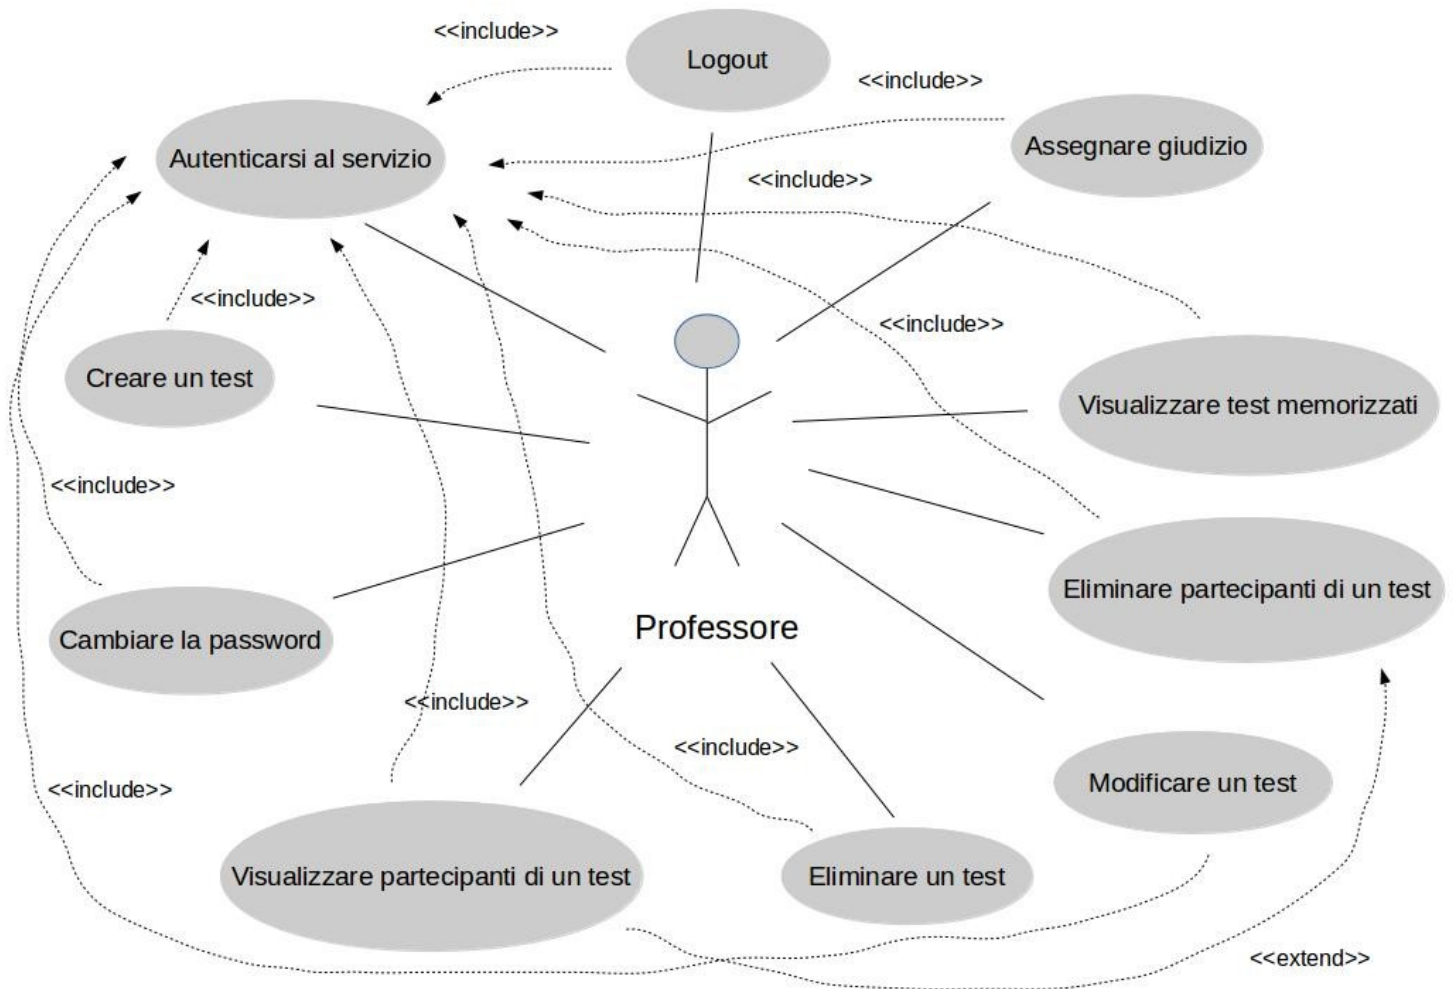 <<include>>
Logout
<<include>>
Autenticarsi al servizio
Assegnare giudizio
<<include>>
<<include>>
<<include>>
Creare un test
Visualizzare test memorizzati
<<include>>
Eliminare partecipanti di un test
Cambiare la password
Professore
<<include>>
<<include>>
<<include>>
Modificare un test
Visualizzare partecipanti di un test
Eliminare un test
<<extend>>